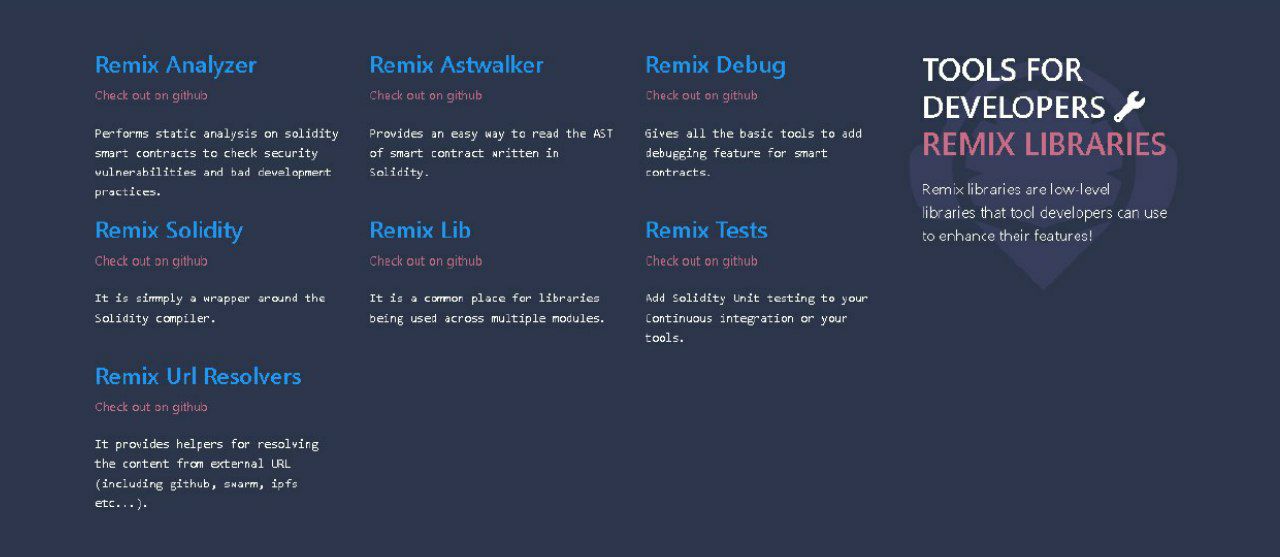 Remix Analyzer
Check out on github
Performs static analysis on solidity
smart contracts to check security
vulnerabilities and bad development
practices.
Remix Astwalker
Check out on github
Provides an easy way to read the AST
of smart contract written in
Solidity.
Remix Debug
Check out on github
Gives all the basic tools to add
debugging feature for smart
contracts.
Remix Solidity
Check out on github
It is simmply a wrapper around the
Solidity compiler.
Remix Lib
Check out on github
It is a common place for libraries
being used across multiple modules.
Remix Tests
Check out on github
Add Solidity Unit testing to your
Continuous integration or your
tools.
Remix Url Resolvers
Check out on github
It provides helpers for resolving
the content from external URL
(including github, swarm, ipfs
etc...).
TOOLS FOR
DEVELOPERS
REMIX LIBRARIES
Remix libraries are low-level
libraries that tool developers can use
to enhance their features!